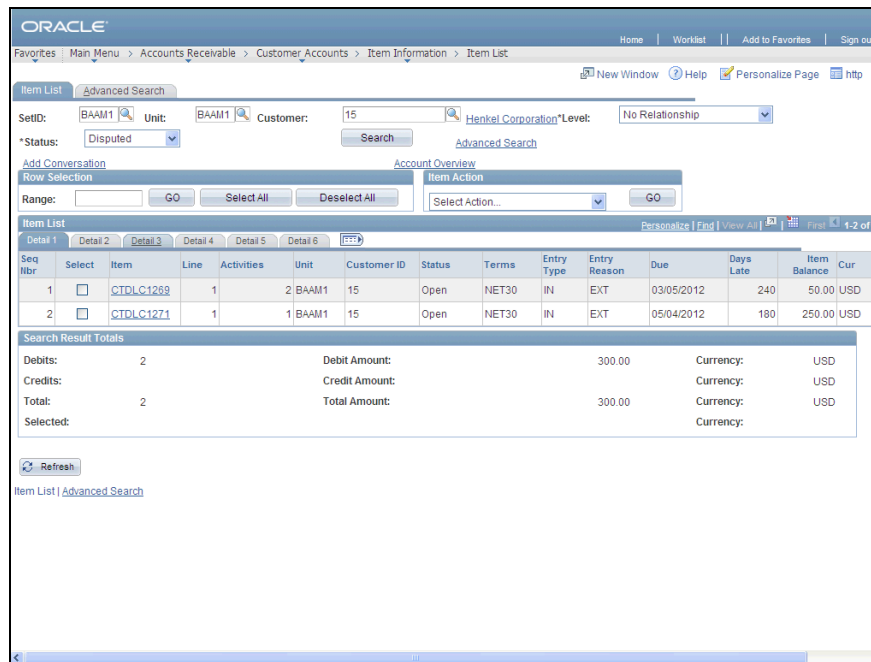 ORACLE
Home | Worklist | | Add to Favorites | Sign ou
Favorites Main Menu > Accounts Receivable > Customer Accounts > Item Information > Item List
New Window Help Personalize Page http
Item List Advanced Search
SetID: BAAM1 Unit: BAAM1 Customer: 15 Henkel Corporation *Level: No Relationship
*Status: Disputed Search Advanced Search
Add Conversation Account Overview
Row Selection Item Action
Range: GO Select All Deselect All Select Action... GO
Item List Personalize | Find | View All | | First 1-2 of
Detail 1 Detail 2 Detail 3 Detail 4 Detail 5 Detail 6
Seq Nbr Select Item Line Activities Unit Customer ID Status Terms Entry Type Entry Reason Due Days Late Item Balance Cur
1 CTDLC1269 1 2 BAAM1 15 Open NET30 IN EXT 03/05/2012 240 50.00 USD
2 CTDLC1271 1 1 BAAM1 15 Open NET30 IN EXT 05/04/2012 180 250.00 USD
Search Result Totals
Debits: 2 Debit Amount: 300.00 Currency: USD
Credits: Credit Amount: Currency: USD
Total: 2 Total Amount: 300.00 Currency: USD
Selected: Currency:
Refresh
Item List | Advanced Search